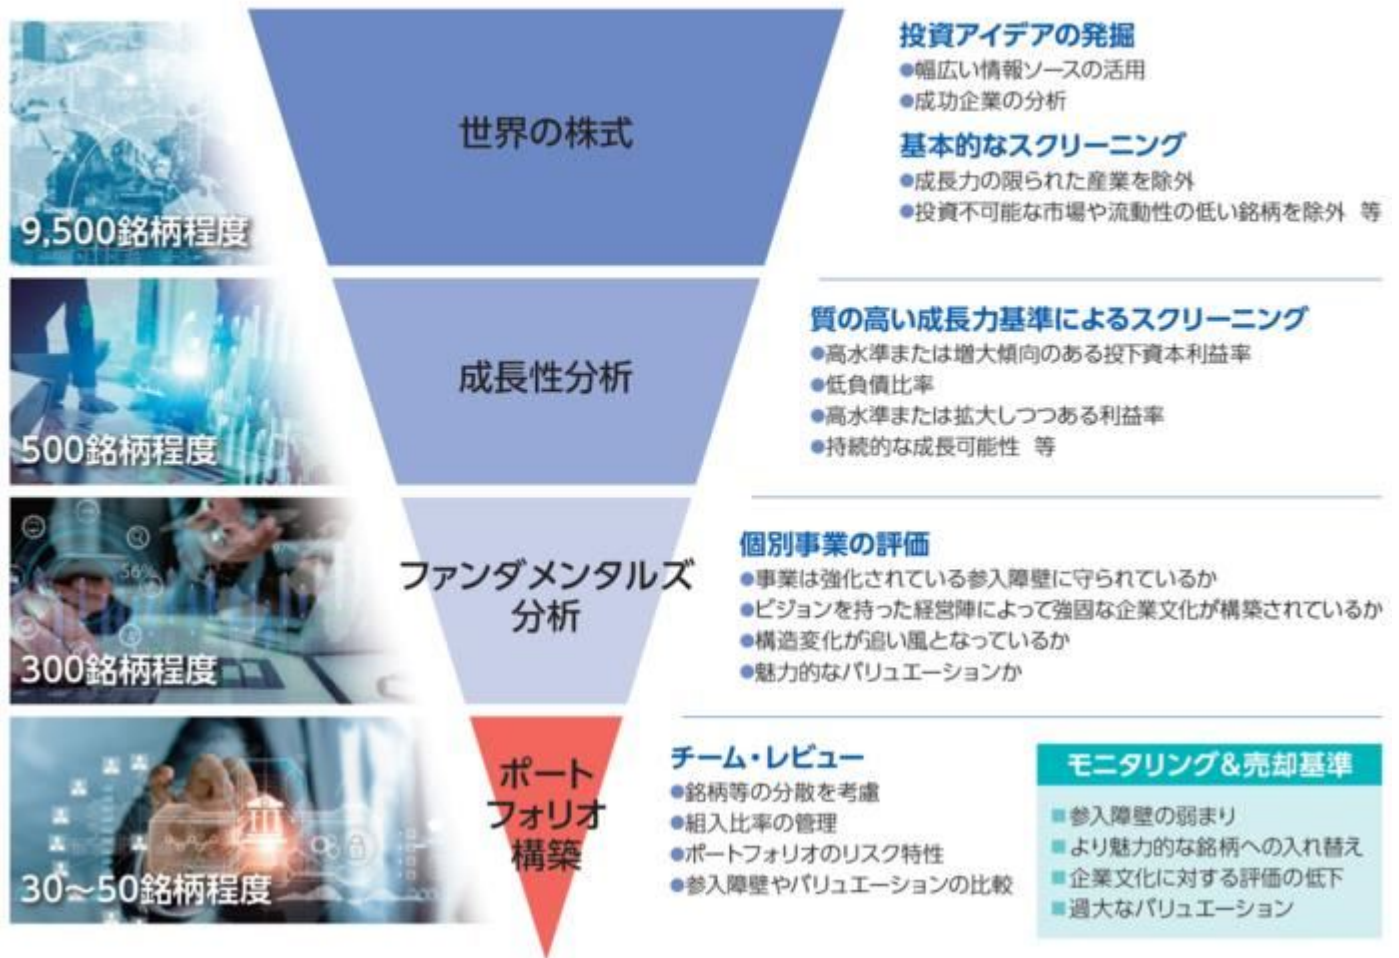 世界の株式
9,500銘柄程度
投資アイデアの発掘
●幅広い情報ソースの活用
●成功企業の分析
基本的なスクリーニング
●成長力の限られた産業を除外
●投資不可能な市場や流動性の低い銘柄を除外 等
成長性分析
500銘柄程度
質の高い成長力基準によるスクリーニング
●高水準または増大傾向のある投下資本利益率
●低負債比率
●高水準または拡大しつつある利益率
●持続的な成長可能性 等
ファンダメンタルズ
分析
56%
300銘柄程度
個別事業の評価
●事業は強化されている参入障壁に守られているか
●ビジョンを持った経営陣によって強固な企業文化が構築されているか
●構造変化が追い風となっているか
●魅力的なバリュエーションか
ポート
フォリオ
構築
30〜50銘柄程度
チーム・レビュー
●銘柄等の分散を考慮
●組入比率の管理
●ポートフォリオのリスク特性
●参入障壁やバリュエーションの比較
モニタリング&売却基準
■参入障壁の弱まり
■より魅力的な銘柄への入れ替え
■企業文化に対する評価の低下
■過大なバリュエーション